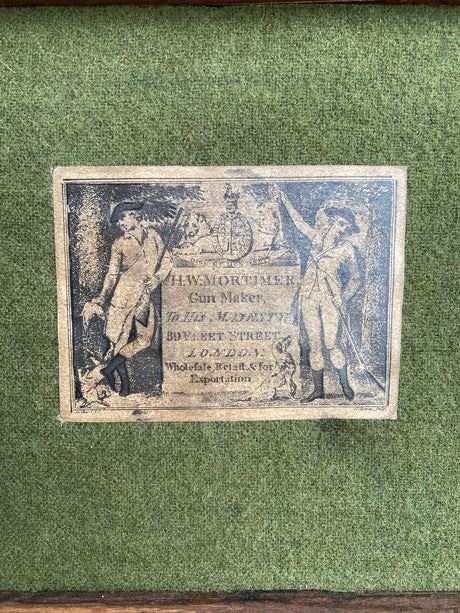 H.W. MORTIMER,
Gun Maker,
To His MAJESTY
89 FLEET STREET,
LONDON.
Wholeſale, Retail, & for
Exportation